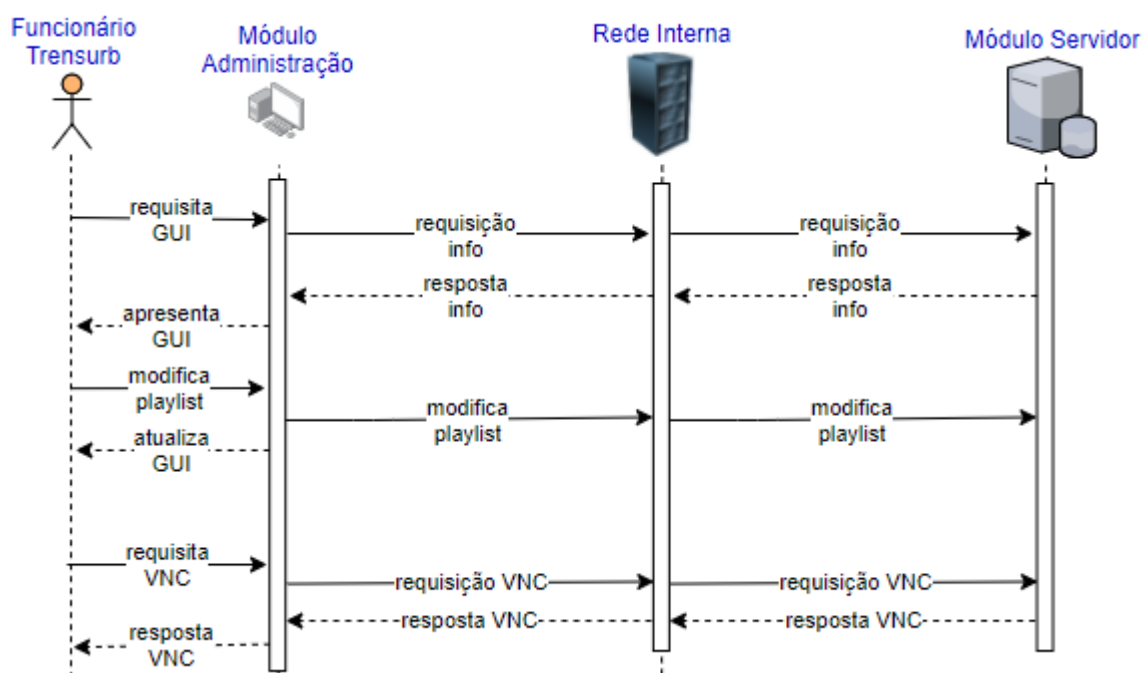 Funcionário
Trensurb
Módulo
Administração
Rede Interna
Módulo Servidor
requisita
GUI
requisição
info
requisição
info
resposta
info
resposta
info
apresenta
GUI
modifica
playlist
modifica
playlist
modifica
playlist
atualiza
GUI
requisita
VNC
requisição VNC
requisição VNC
resposta VNC
resposta VNC
resposta
VNC